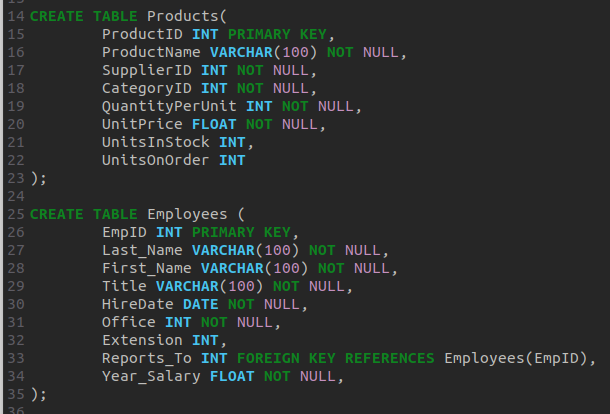 14 CREATE TABLE Products(
15 ProductID INT PRIMARY KEY,
16 ProductName VARCHAR(100) NOT NULL,
17 SupplierID INT NOT NULL,
18 CategoryID INT NOT NULL,
19 QuantityPerUnit INT NOT NULL,
20 UnitPrice FLOAT NOT NULL,
21 UnitsInStock INT,
22 UnitsOnOrder INT
23 );
24
25 CREATE TABLE Employees (
26 EmpID INT PRIMARY KEY,
27 Last_Name VARCHAR(100) NOT NULL,
28 First_Name VARCHAR(100) NOT NULL,
29 Title VARCHAR(100) NOT NULL,
30 HireDate DATE NOT NULL,
31 Office INT NOT NULL,
32 Extension INT,
33 Reports_To INT FOREIGN KEY REFERENCES Employees(EmpID),
34 Year_Salary FLOAT NOT NULL,
35 );